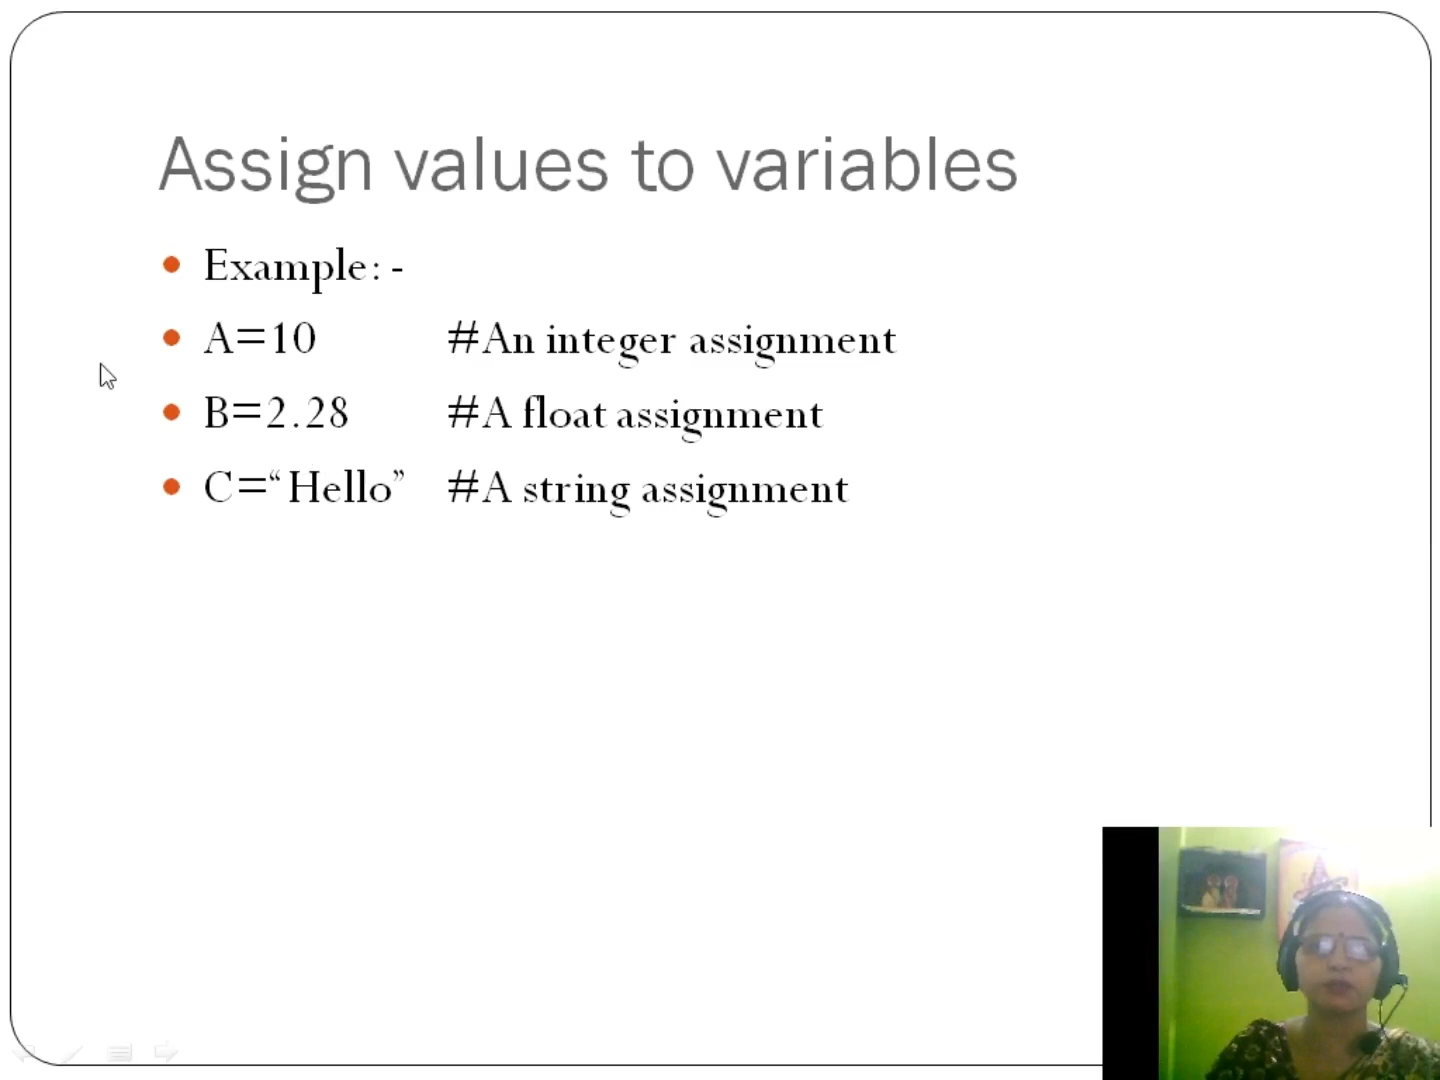 Assign values to variables
Example: -
A=10 #An integer assignment
B=2.28 #A float assignment
C=“Hello” #A string assignment